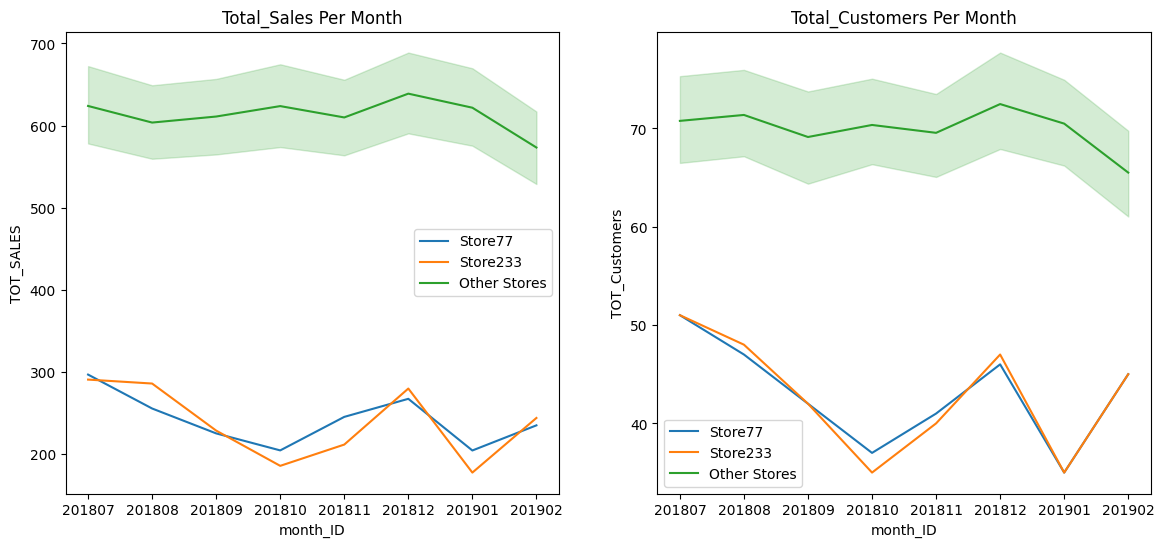 Total_Sales Per Month
700
600
500
400
300
200
TOT_SALES
Store77
Store233
Other Stores
201807 201808 201809 201810 201811 201812 201901 201902
month_ID
Total_Customers Per Month
70
60
50
40
TOT_Customers
Store77
Store233
Other Stores
201807 201808 201809 201810 201811 201812 201901 201902
month_ID